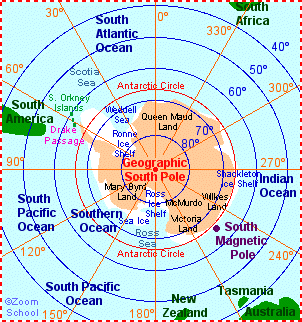 South
Africa
0°
South
Atlantic
Ocean
30°
330°
40°
50°
60°
Scotia
Sea
60°
300°
Antarctic Circle
S. Orkney
Islands
South
America
Weddell
Sea
Queen Maud
Land
Drake
Passage
Ronne
Ice
Shelf
70°
80°
90°
Geographic
South Pole
270°
Shackleton
Ice Shelf
Indian
Ocean
Mary Byrd
Land
Ross
Ice
Shelf
McMurdo
Wilkes
Land
South
Pacific
Ocean
Southern
Ocean
Sea Ice
Victoria
Land
South
Magnetic
Pole
Ross
Sea
120°
Antarctic Circle
240°
South Pacific
Ocean
©Zoom
School
150°
180°
210°
New
Zealand
Tasmania
Australia